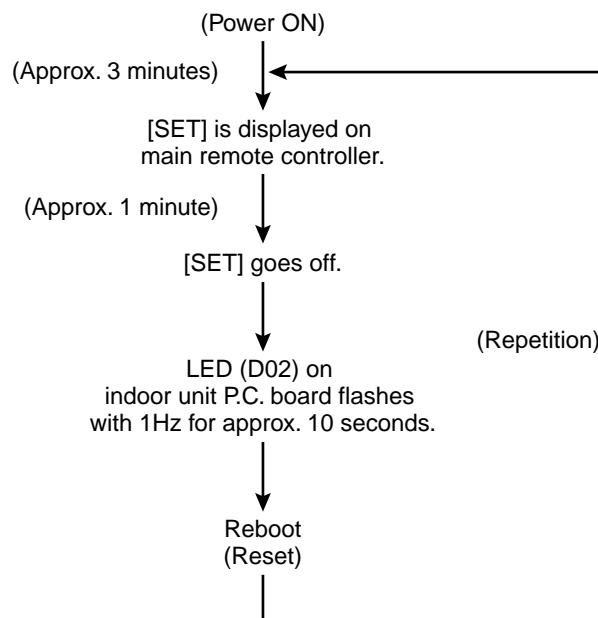 (Power ON)
(Approx. 3 minutes)
[SET] is displayed on
main remote controller.
(Approx. 1 minute)
[SET] goes off.
(Repetition)
LED (D02) on
indoor unit P.C. board flashes
with 1Hz for approx. 10 seconds.
Reboot
(Reset)